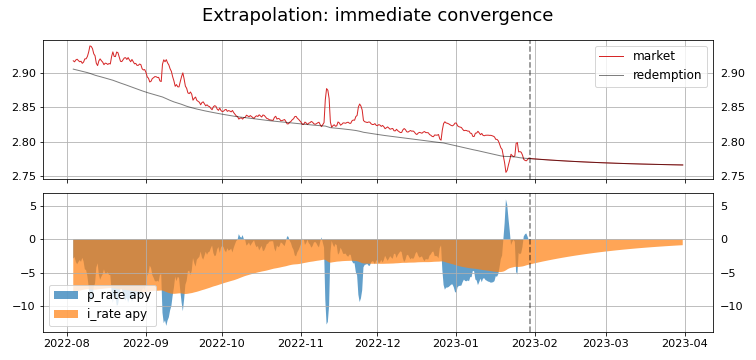 Extrapolation: immediate convergence
market
redemption
2.90 2.90
2.85 2.85
2.80 2.80
2.75 2.75
5 5
0 0
−5 −5
−10 −10
p_rate apy
i_rate apy
2022-08 2022-09 2022-10 2022-11 2022-12 2023-01 2023-02 2023-03 2023-04